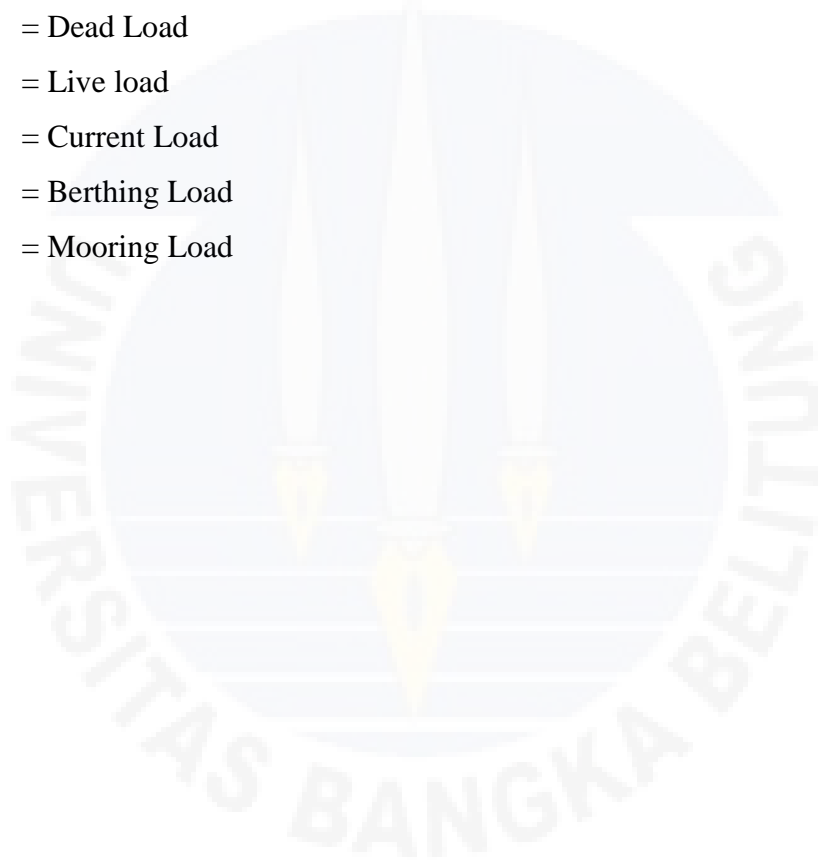 = Dead Load
= Live load
= Current Load
= Berthing Load
= Mooring Load
UNIVERSITAS BANGKA BELITUNG